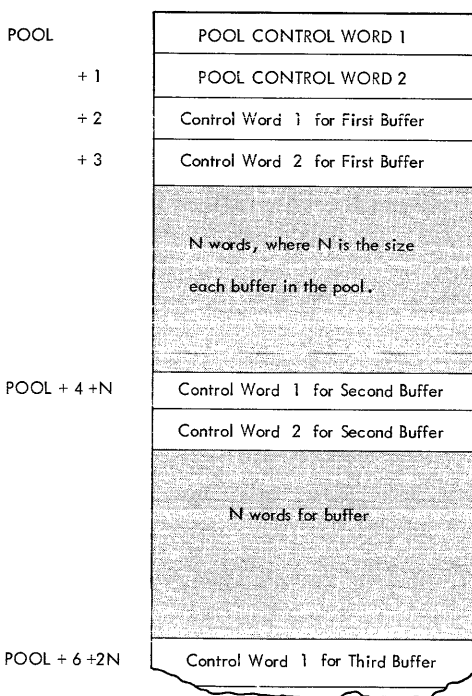 POOL POOL CONTROL WORD 1
+ 1 POOL CONTROL WORD 2
+ 2 Control Word 1 for First Buffer
+ 3 Control Word 2 for First Buffer
N words, where N is the size
each buffer in the pool.
POOL + 4 +N Control Word 1 for Second Buffer
Control Word 2 for Second Buffer
N words for buffer
POOL + 6 +2N Control Word 1 for Third Buffer